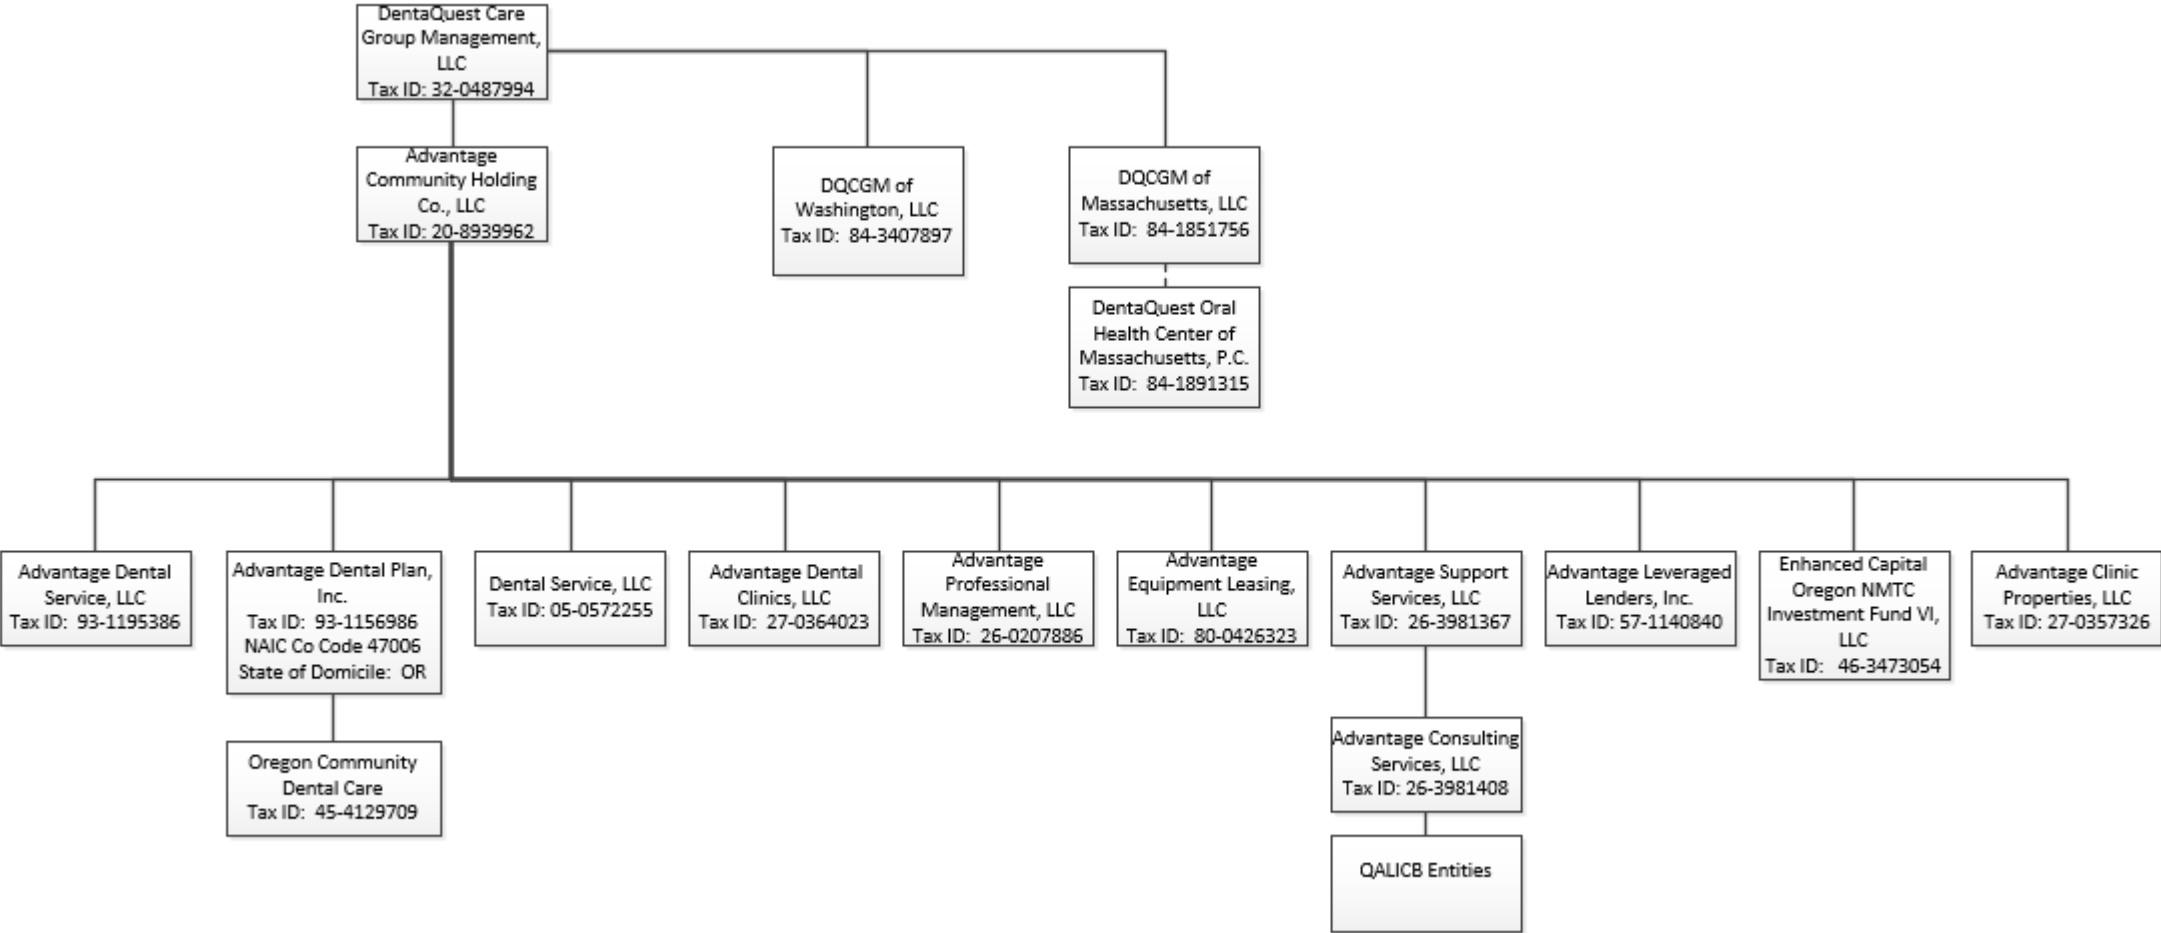 DentaQuest Care
Group Management,
LLC
Tax ID: 32-0487994
Advantage
Community Holding
Co., LLC
Tax ID: 20-8939962
DQCGM of
Washington, LLC
Tax ID: 84-3407897
DQCGM of
Massachusetts, LLC
Tax ID: 84-1851756
DentaQuest Oral
Health Center of
Massachusetts, P.C.
Tax ID: 84-1891315
Advantage Dental
Service, LLC
Tax ID: 93-1195386
Advantage Dental Plan,
Inc.
Tax ID: 93-1156986
NAIC Co Code 47006
State of Domicile: OR
Dental Service, LLC
Tax ID: 05-0572255
Advantage Dental
Clinics, LLC
Tax ID: 27-0364023
Advantage
Professional
Management, LLC
Tax ID: 26-0207886
Advantage
Equipment Leasing,
LLC
Tax ID: 80-0426323
Advantage Support
Services, LLC
Tax ID: 26-3981367
Advantage Leveraged
Lenders, Inc.
Tax ID: 57-1140840
Enhanced Capital
Oregon NMTC
Investment Fund VI,
LLC
Tax ID: 46-3473054
Advantage Clinic
Properties, LLC
Tax ID: 27-0357326
Oregon Community
Dental Care
Tax ID: 45-4129709
Advantage Consulting
Services, LLC
Tax ID: 26-3981408
QALICB Entities